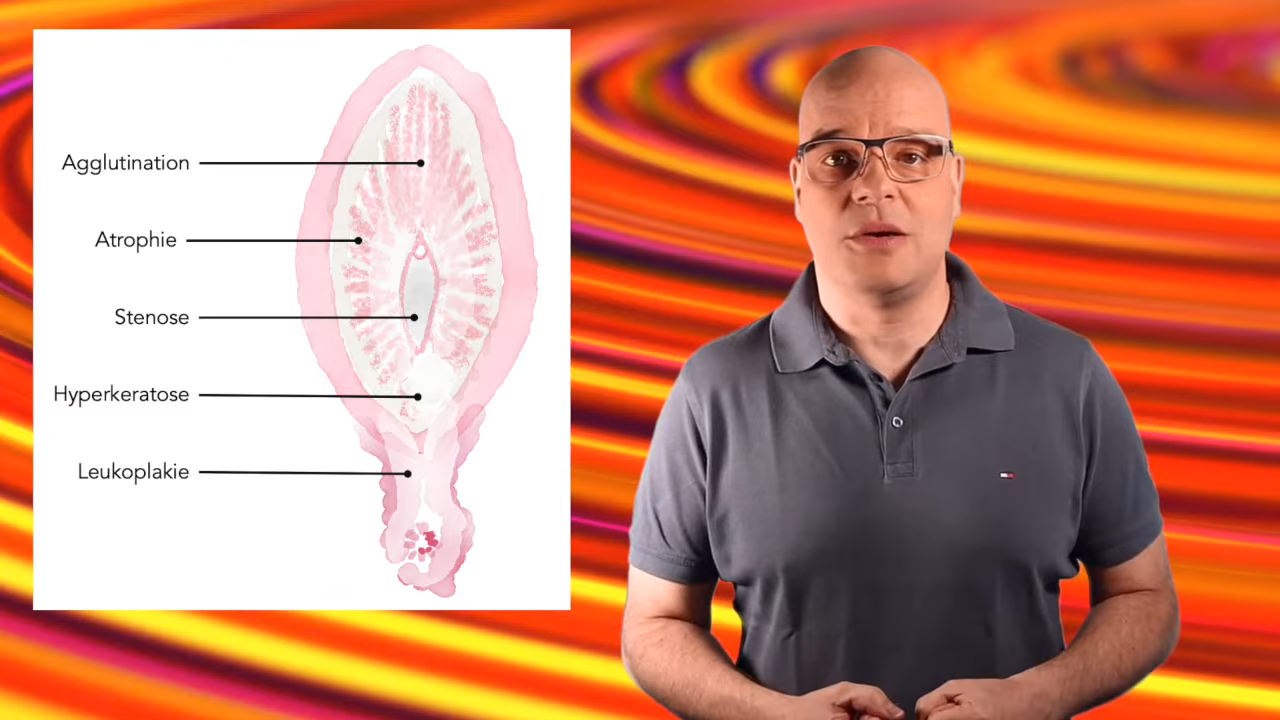 Agglutination
Atrophie
Stenose
Hyperkeratose
Leukoplakie